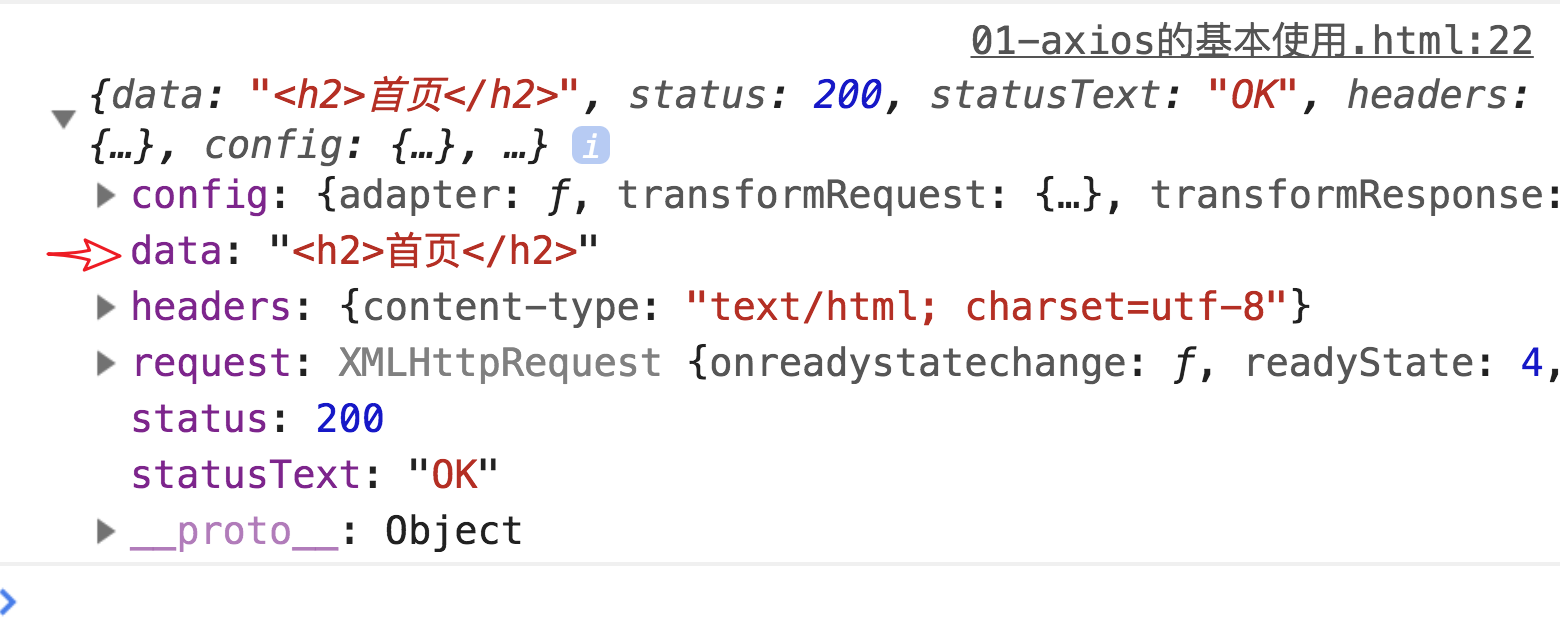 01-axios的基本使用.html:22
{data: "<h2>首页</h2>", status: 200, statusText: "OK", headers:
{…}, config: {…}, …} i
config: {adapter: ƒ, transformRequest: {…}, transformResponse:
data: "<h2>首页</h2>"
headers: {content-type: "text/html; charset=utf-8"}
request: XMLHttpRequest {onreadystatechange: ƒ, readyState: 4,
status: 200
statusText: "OK"
__proto__: Object